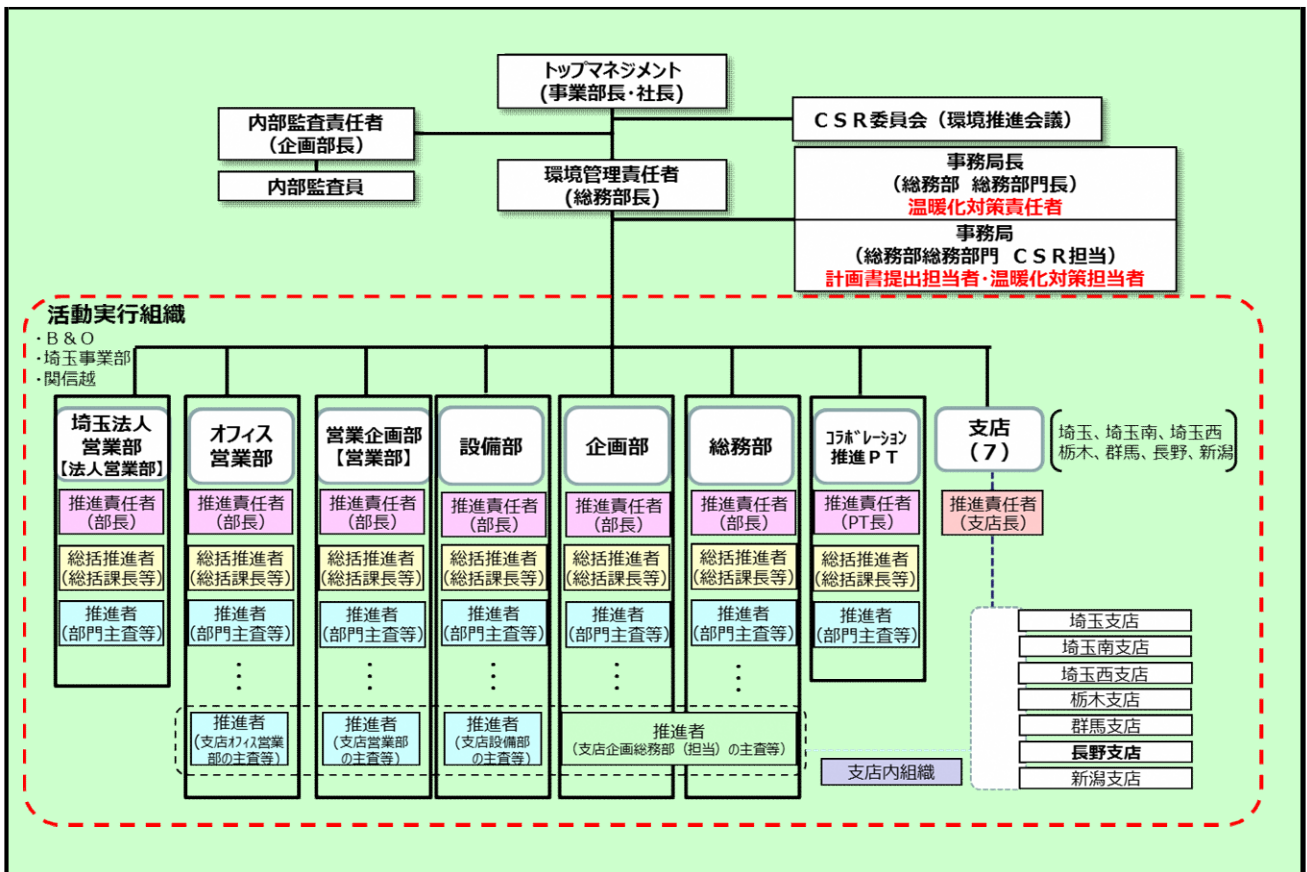 トップマネジメント
(事業部長・社長)
内部監査責任者
(企画部長)
内部監査員
CSR委員会（環境推進会議）
環境管理責任者
(総務部長)
事務局長
(総務部 総務部門長)
温暖化対策責任者
事務局
(総務部総務部門 CSR担当)
計画書提出担当者・温暖化対策担当者
活動実行組織
・B＆O
・埼玉事業部
・関信越
埼玉法人
営業部
【法人営業部】
推進責任者
(部長)
総括推進者
(総括課長等)
推進者
(部門主査等)
オフィス
営業部
推進責任者
(部長)
総括推進者
(総括課長等)
推進者
(部門主査等)
⋮
推進者
(支店オフィス営業
部の主査等)
営業企画部
【営業部】
推進責任者
(部長)
総括推進者
(総括課長等)
推進者
(部門主査等)
⋮
推進者
(支店営業部
の主査等)
設備部
推進責任者
(部長)
総括推進者
(総括課長等)
推進者
(部門主査等)
⋮
推進者
(支店設備部
の主査等)
企画部
推進責任者
(部長)
総括推進者
(総括課長等)
推進者
(部門主査等)
⋮
総務部
推進責任者
(部長)
総括推進者
(総括課長等)
推進者
(部門主査等)
⋮
推進者
(支店企画総務部（担当）の主査等)
コラボレーション
推進PT
推進責任者
(PT長)
総括推進者
(総括課長等)
推進者
(部門主査等)
支店
(7)
埼玉、埼玉南、埼玉西
栃木、群馬、長野、新潟
推進責任者
(支店長)
埼玉支店
埼玉南支店
埼玉西支店
栃木支店
群馬支店
長野支店
新潟支店
支店内組織